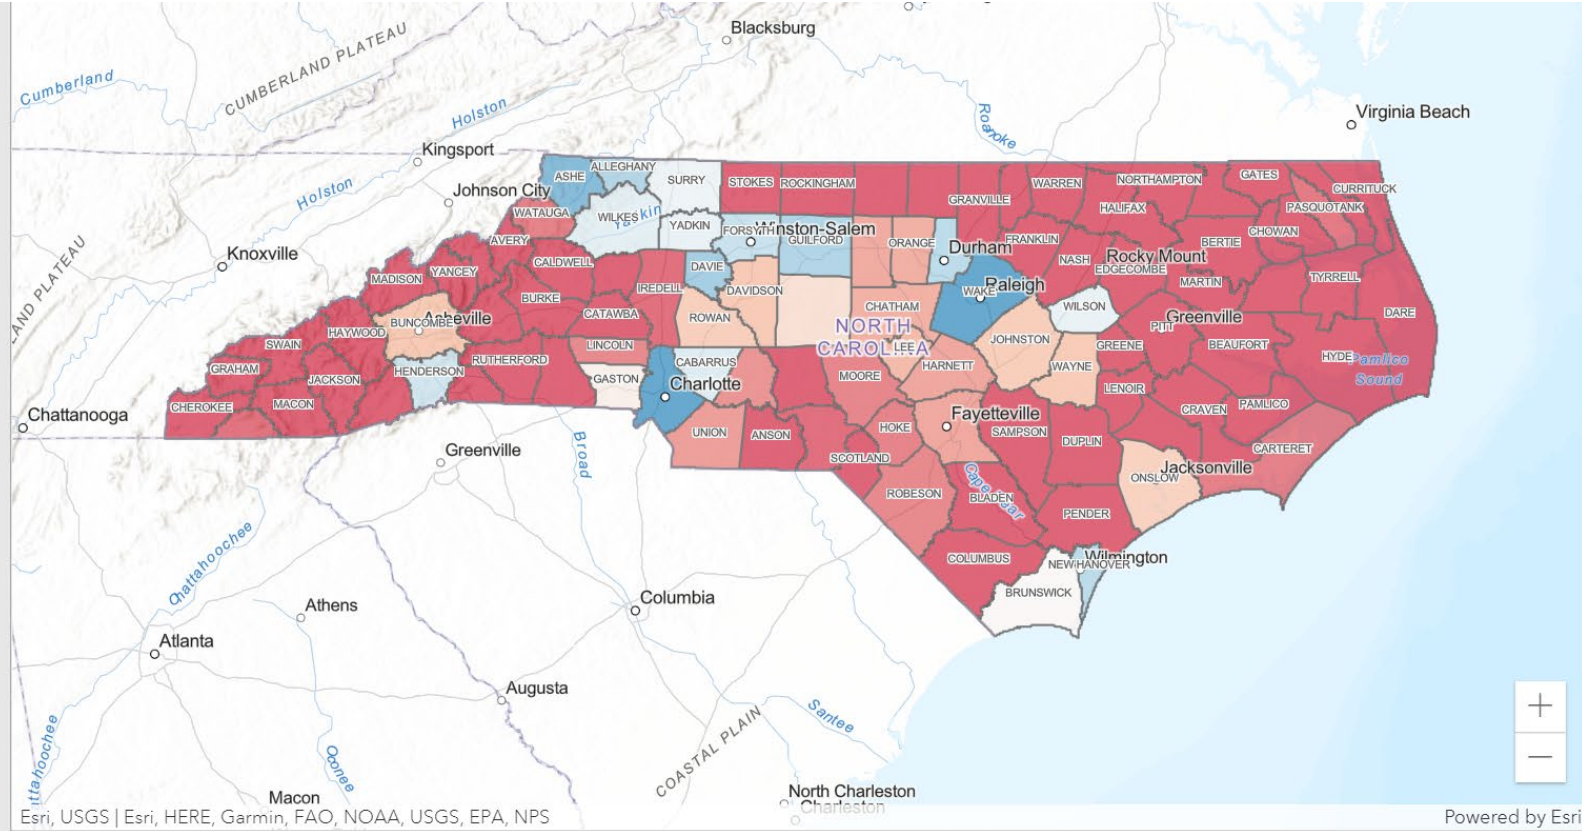 Blacksburg
CUMBERLAND PLATEAU
Cumberland
Holston
Roanoke
Virginia Beach
Kingsport
Holston
Johnson City
ASHE
ALLEGHANY
SURRY
STOKES
ROCKINGHAM
GRANVILLE
WARREN
NORTHAMPTON
GATES
CURRITUCK
WATAUGA
WILKES
Yadkin
YADKIN
FORSYTH
Winston-Salem
GUILFORD
ORANGE
Durham
FRANKLIN
HALIFAX
PASQUOTANK
CHOWAN
BERTIE
Knoxville
AVERY
CALDWELL
DAVIE
NASH
Rocky Mount
EDGECOMBE
MADISON
YANCEY
BURKE
IREDELL
DAVIDSON
WAKE
Raleigh
MARTIN
TYRRELL
LAND PLATEAU
BUNCOMBE
Asheville
CATAWBA
ROWAN
CHATHAM
WILSON
PITT
Greenville
DARE
SWAIN
HAYWOOD
LINCOLN
NORTH
CAROLINA
LEE
JOHNSTON
GREENE
BEAUFORT
HYDE
Pamlico
Sound
GRAHAM
JACKSON
HENDERSON
RUTHERFORD
GASTON
CABARRUS
Charlotte
MOORE
HARNETT
WAYNE
LENOIR
CHEROKEE
MACON
Chattanooga
UNION
ANSON
HOKE
Fayetteville
SAMPSON
DUPLIN
CRAVEN
PAMLICO
Greenville
Broad
SCOTLAND
CARTERET
ROBESON
Cape Fear
BLADEN
ONSLOW
Jacksonville
PENDER
Chattahoochee
COLUMBUS
Wilmington
NEW HANOVER
BRUNSWICK
Athens
Columbia
Atlanta
Augusta
Santee
COASTAL PLAIN
ttahoochee
Oconee
Macon
North Charleston
Charleston
+
−
Esri, USGS | Esri, HERE, Garmin, FAO, NOAA, USGS, EPA, NPS
Powered by Esri